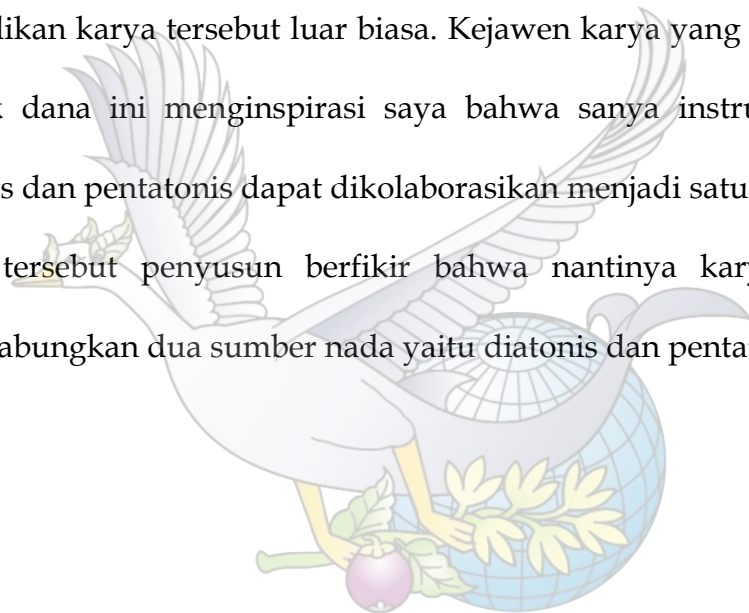 likan karya tersebut luar biasa. Kejawen karya yang
k dana ini menginspirasi saya bahwa sanya instru
s dan pentatonis dapat dikolaborasikan menjadi satu
tersebut penyusun berfikir bahwa nantinya kary
abungkan dua sumber nada yaitu diatonis dan penta